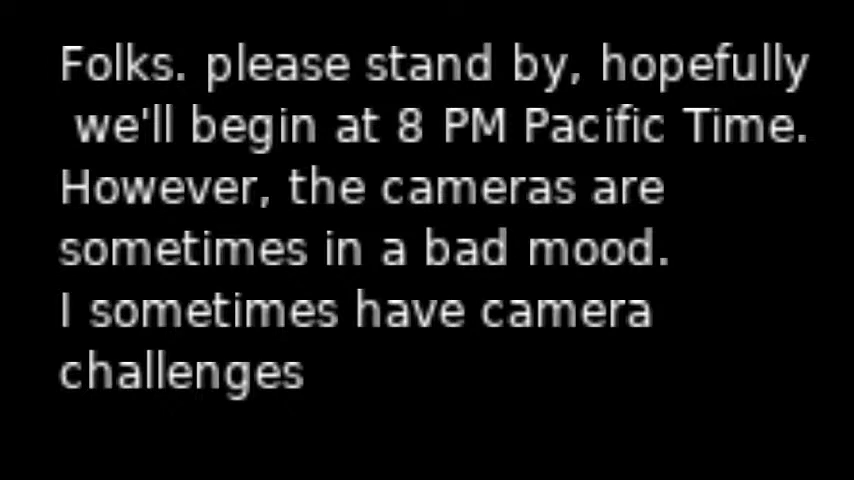 Folks. please stand by, hopefully
we'll begin at 8 PM Pacific Time.
However, the cameras are
sometimes in a bad mood.
I sometimes have camera
challenges